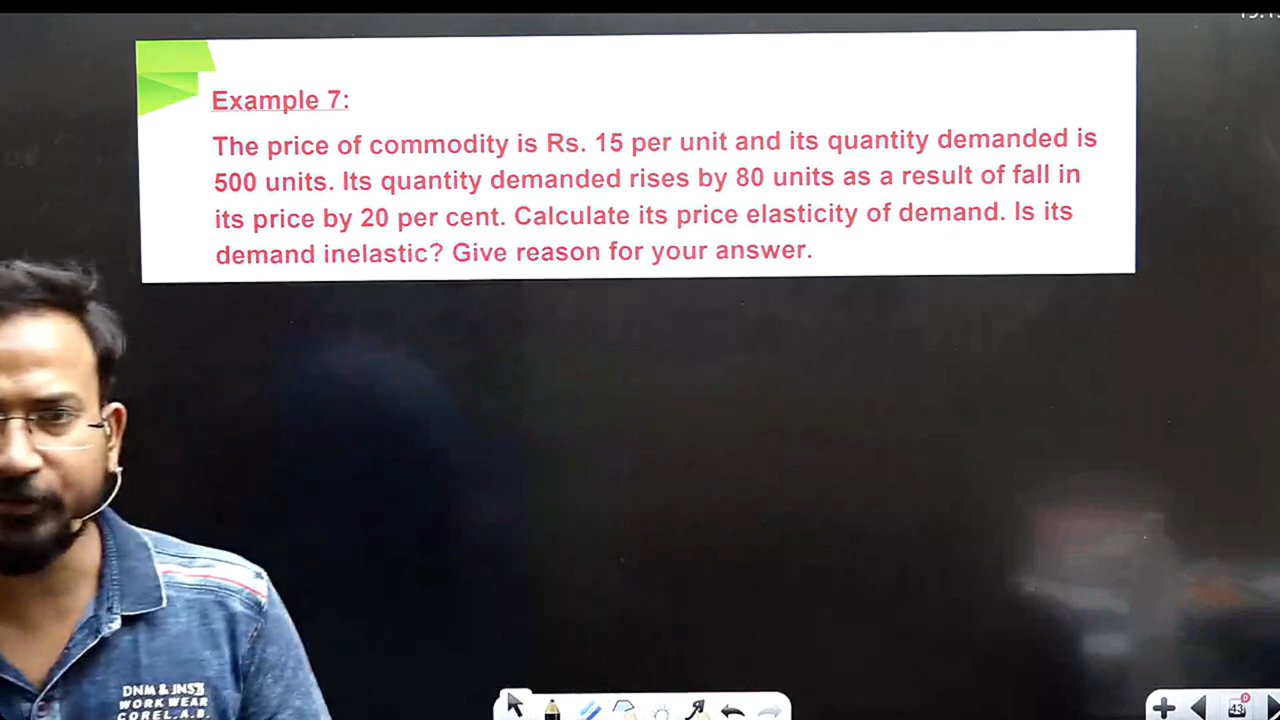 Example 7:
The price of commodity is Rs. 15 per unit and its quantity demanded is
500 units. Its quantity demanded rises by 80 units as a result of fall in
its price by 20 per cent. Calculate its price elasticity of demand. Is its
demand inelastic? Give reason for your answer.
DNM & JNS
WORK WEAR
COREL.A.B.
43